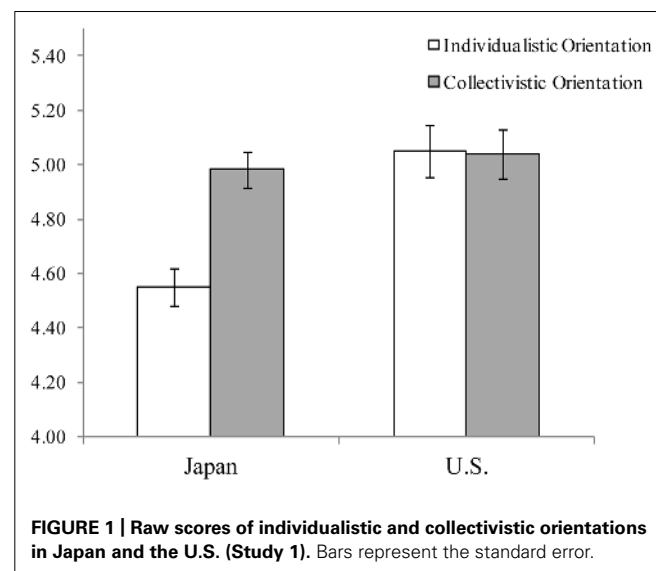 5.40
5.20
5.00
4.80
4.60
4.40
4.20
4.00
Individualistic Orientation
Collectivistic Orientation
Japan
U.S.
FIGURE 1 | Raw scores of individualistic and collectivistic orientations
in Japan and the U.S. (Study 1). Bars represent the standard error.